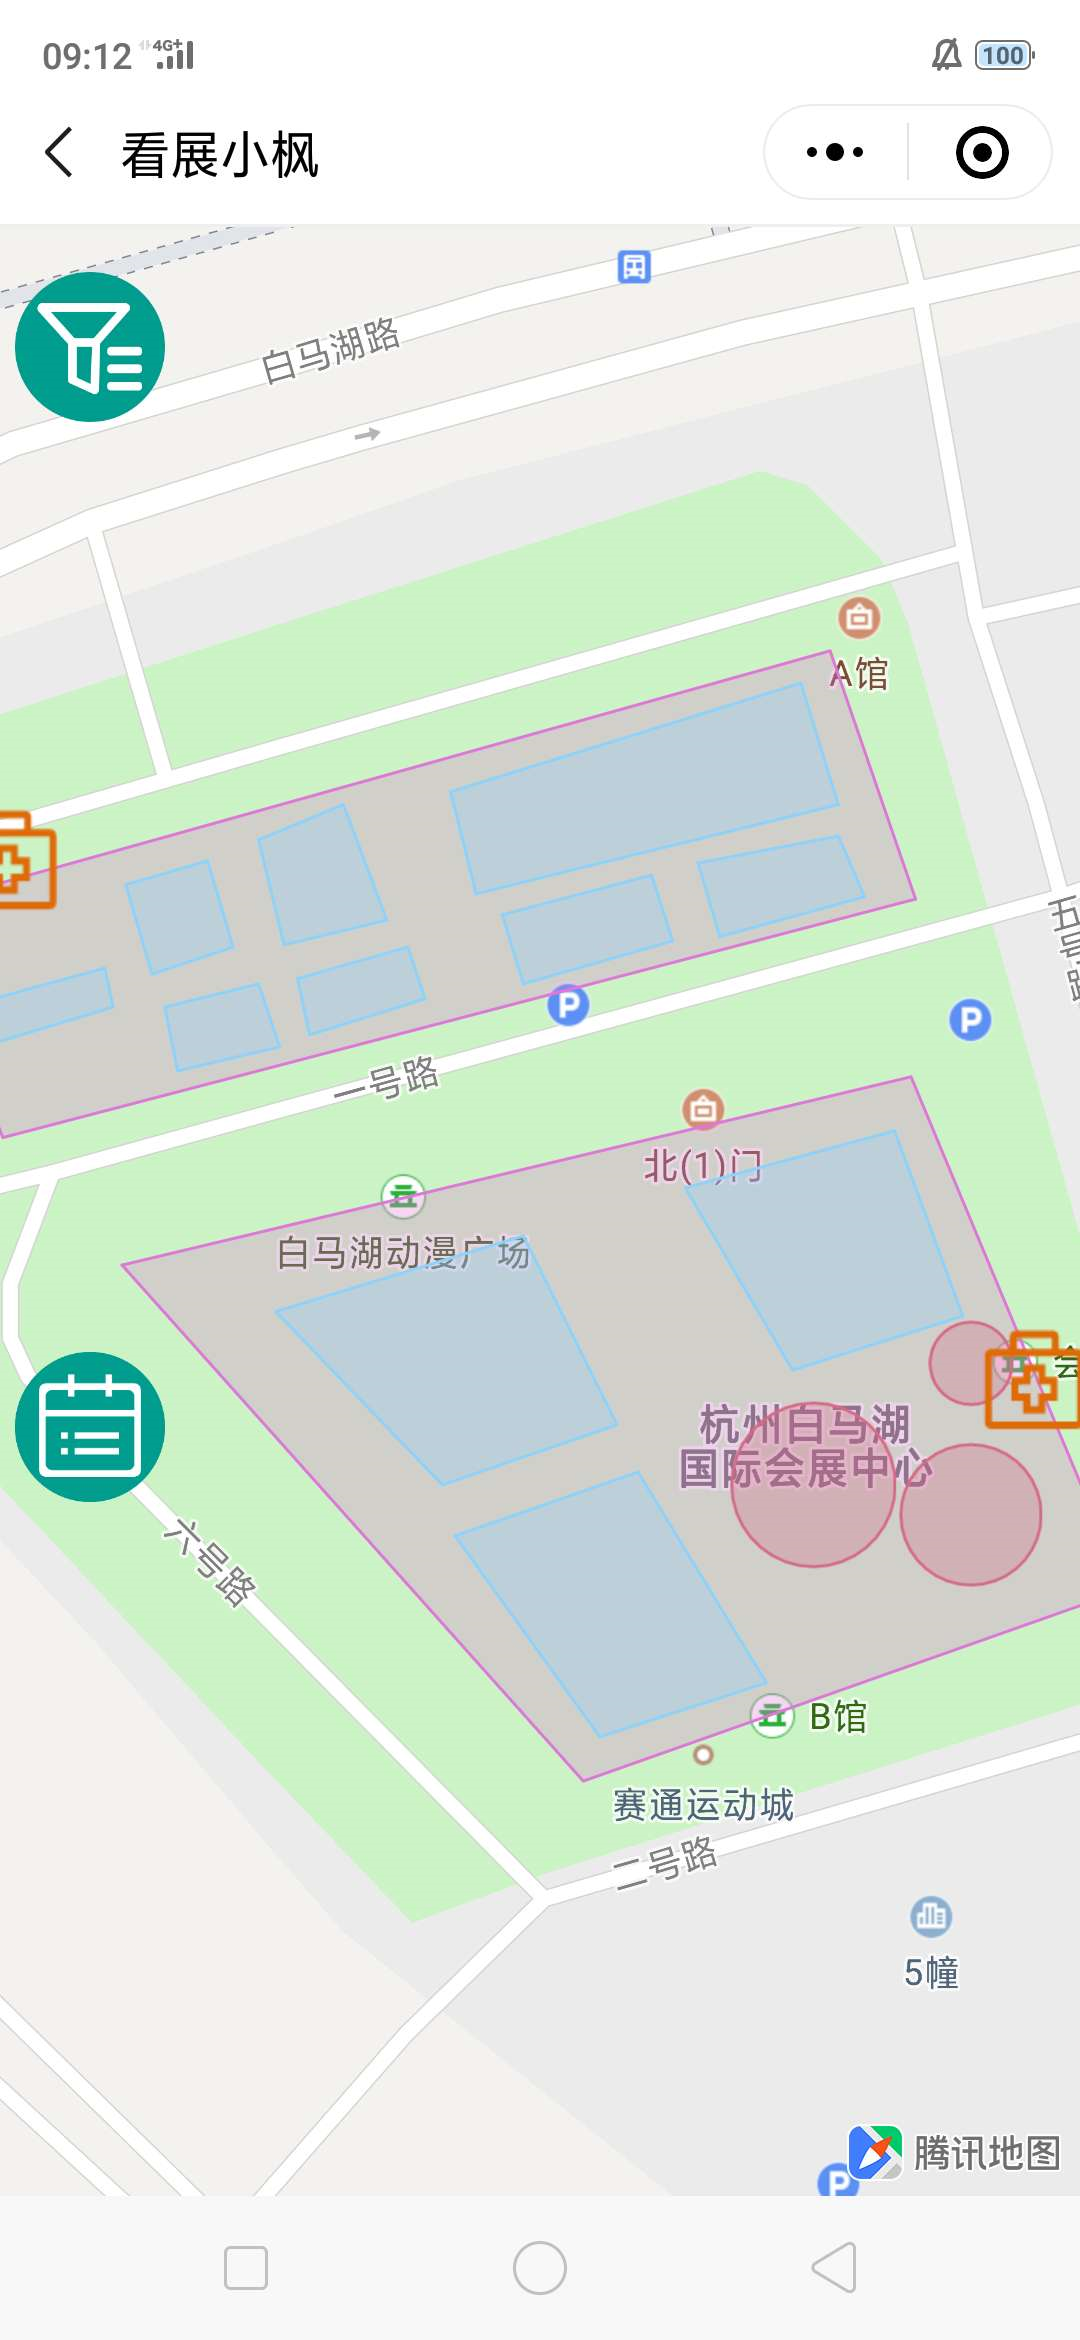 09:12
4G+
100
看展小枫
白马湖路
A馆
五号路
P
P
一号路
北(1)门
白马湖动漫广场
会
杭州白马湖
国际会展中心
六号路
B馆
赛通运动城
二号路
5幢
腾讯地图
P